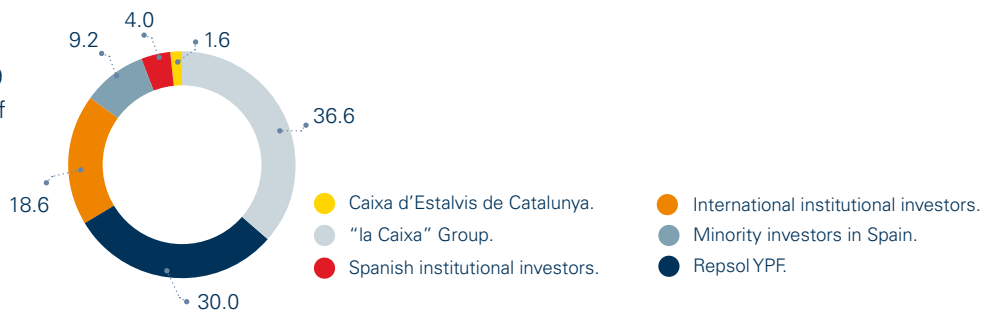 4.0
9.2
1.6
36.6
18.6
30.0
Caixa d’Estalvis de Catalunya.
“la Caixa” Group.
Spanish institutional investors.
International institutional investors.
Minority investors in Spain.
Repsol YPF.